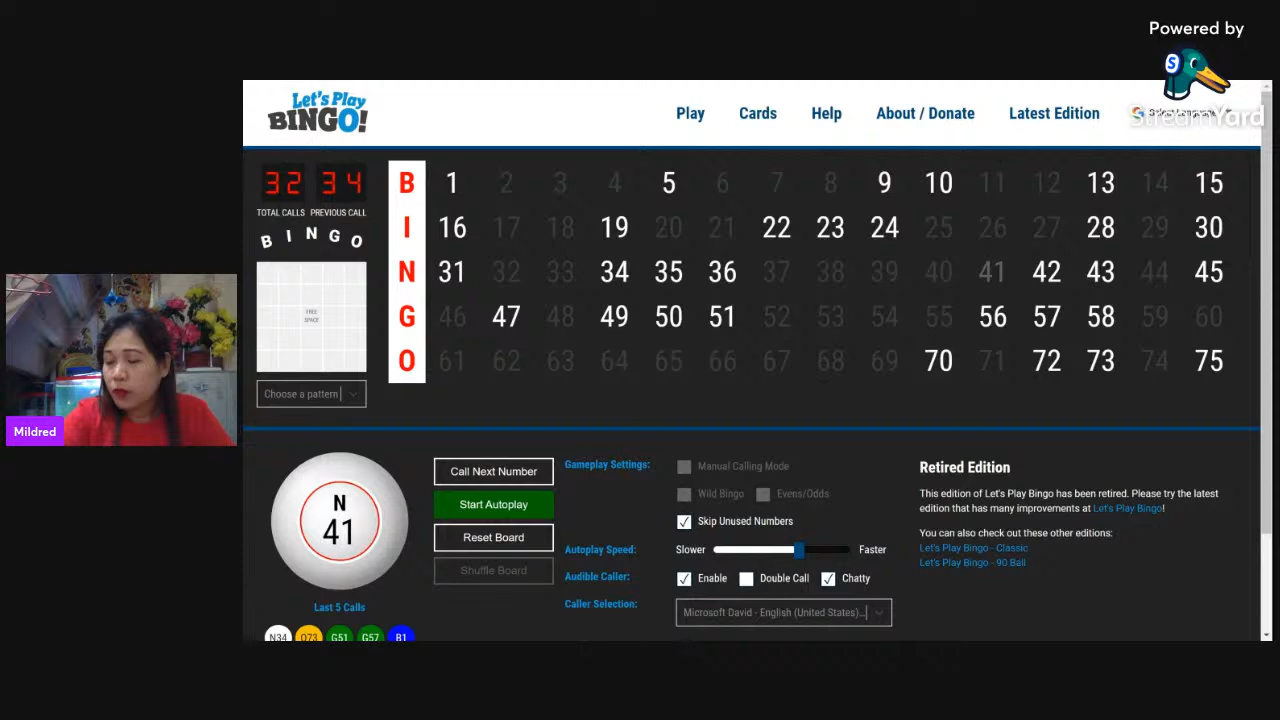 Powered by
S
StreamYard
Let's Play
BINGO!
Play Cards Help About / Donate Latest Edition Select Language
32 34
TOTAL CALLS PREVIOUS CALL
BINGO
FREE
SPACE
Choose a pattern
B 1 2 3 4 5 6 7 8 9 10 11 12 13 14 15
I 16 17 18 19 20 21 22 23 24 25 26 27 28 29 30
N 31 32 33 34 35 36 37 38 39 40 41 42 43 44 45
G 46 47 48 49 50 51 52 53 54 55 56 57 58 59 60
O 61 62 63 64 65 66 67 68 69 70 71 72 73 74 75
Mildred
N
41
Last 5 Calls
N34 O73 G51 G57 B1
Call Next Number
Start Autoplay
Reset Board
Shuffle Board
Gameplay Settings:
Manual Calling Mode
Wild Bingo Evens/Odds
Skip Unused Numbers
Autoplay Speed: Slower Faster
Audible Caller: Enable Double Call Chatty
Caller Selection:
Microsoft David - English (United States)...
Retired Edition
This edition of Let's Play Bingo has been retired. Please try the latest
edition that has many improvements at Let's Play Bingo!
You can also check out these other editions:
Let's Play Bingo - Classic
Let's Play Bingo - 90 Ball